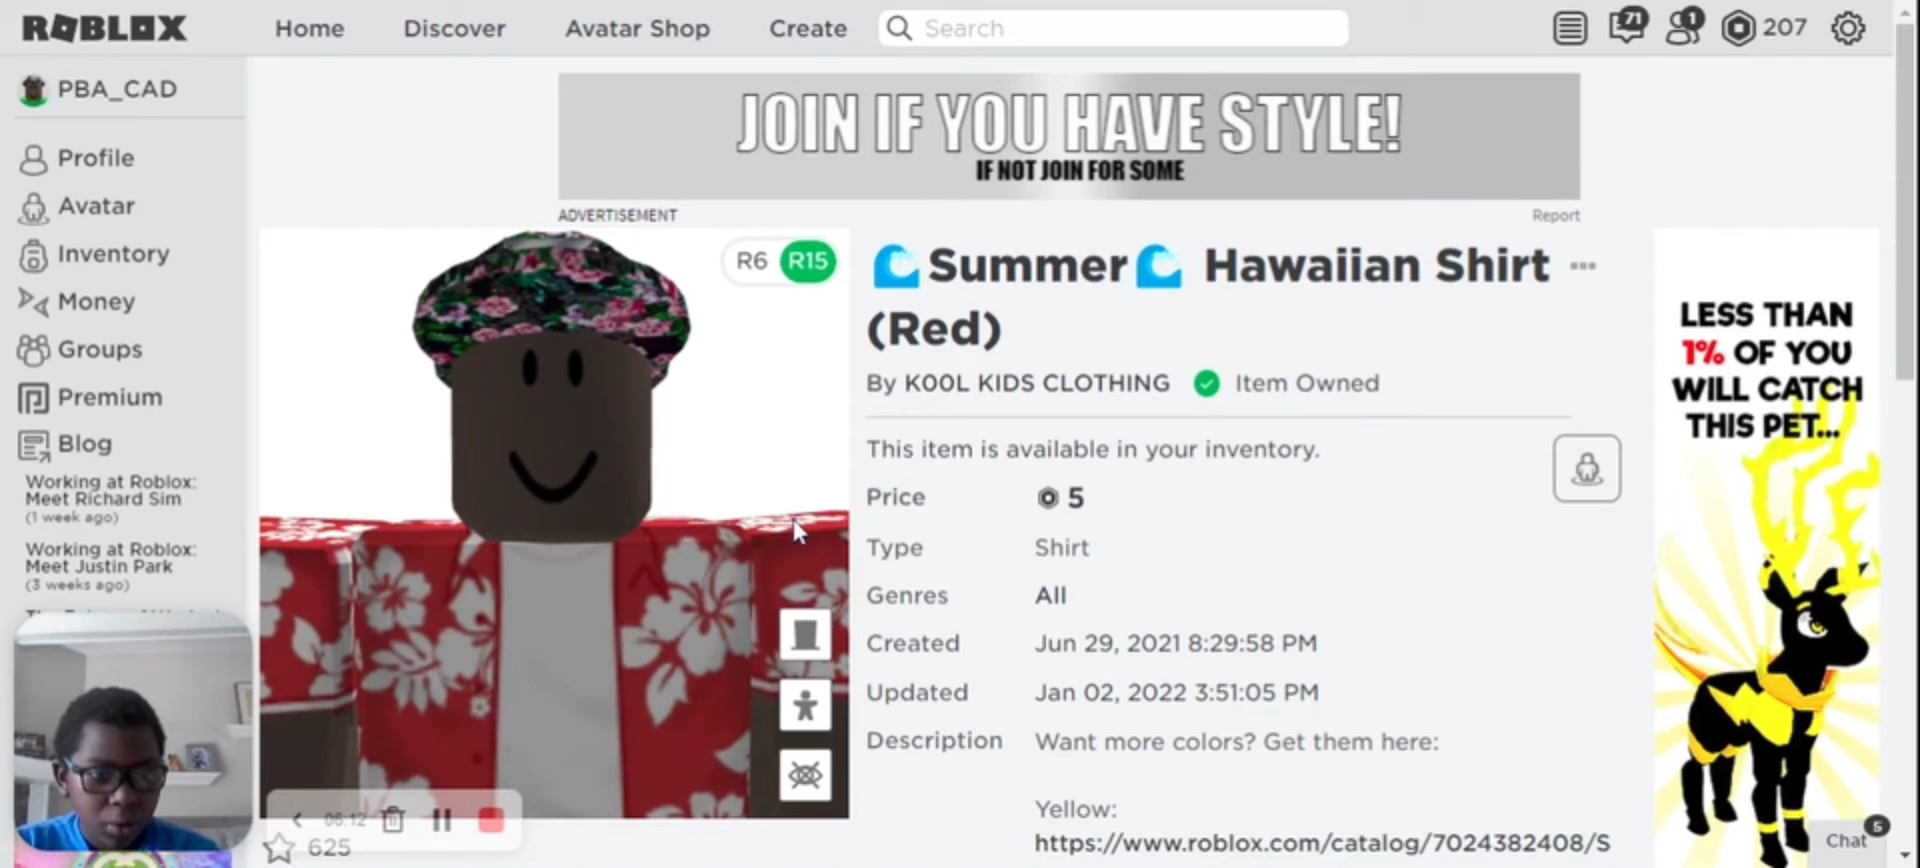 ROBLOX
Home
Discover
Avatar Shop
Create
Search
71
1
207
PBA_CAD
Profile
Avatar
Inventory
Money
Groups
Premium
Blog
Working at Roblox:
Meet Richard Sim
(1 week ago)
Working at Roblox:
Meet Justin Park
(3 weeks ago)
JOIN IF YOU HAVE STYLE!
IF NOT JOIN FOR SOME
ADVERTISEMENT
Report
R6
R15
06:12
625
🌊Summer🌊 Hawaiian Shirt
(Red)
By K00L KIDS CLOTHING
Item Owned
This item is available in your inventory.
Price 5
Type Shirt
Genres All
Created Jun 29, 2021 8:29:58 PM
Updated Jan 02, 2022 3:51:05 PM
Description Want more colors? Get them here:
Yellow:
https://www.roblox.com/catalog/7024382408/S
LESS THAN
1% OF YOU
WILL CATCH
THIS PET...
Chat
5